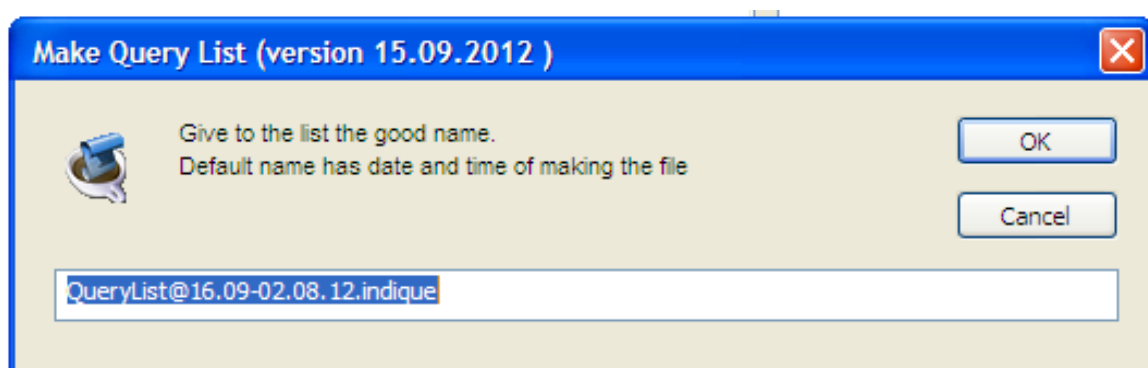 Make Query List (version 15.09.2012 )
Give to the list the good name.
Default name has date and time of making the file
OK
Cancel
QueryList@16.09-02.08.12.indique